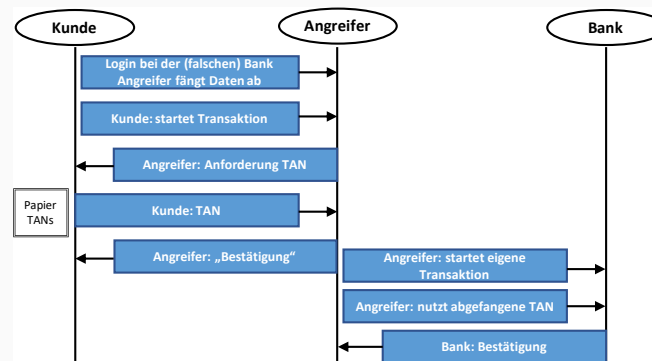 Kunde
Angreifer
Bank
Login bei der (falschen) Bank
Angreifer fängt Daten ab
Kunde: startet Transaktion
Angreifer: Anforderung TAN
Papier
TANs
Kunde: TAN
Angreifer: „Bestätigung“
Angreifer: startet eigene
Transaktion
Angreifer: nutzt abgefangene TAN
Bank: Bestätigung